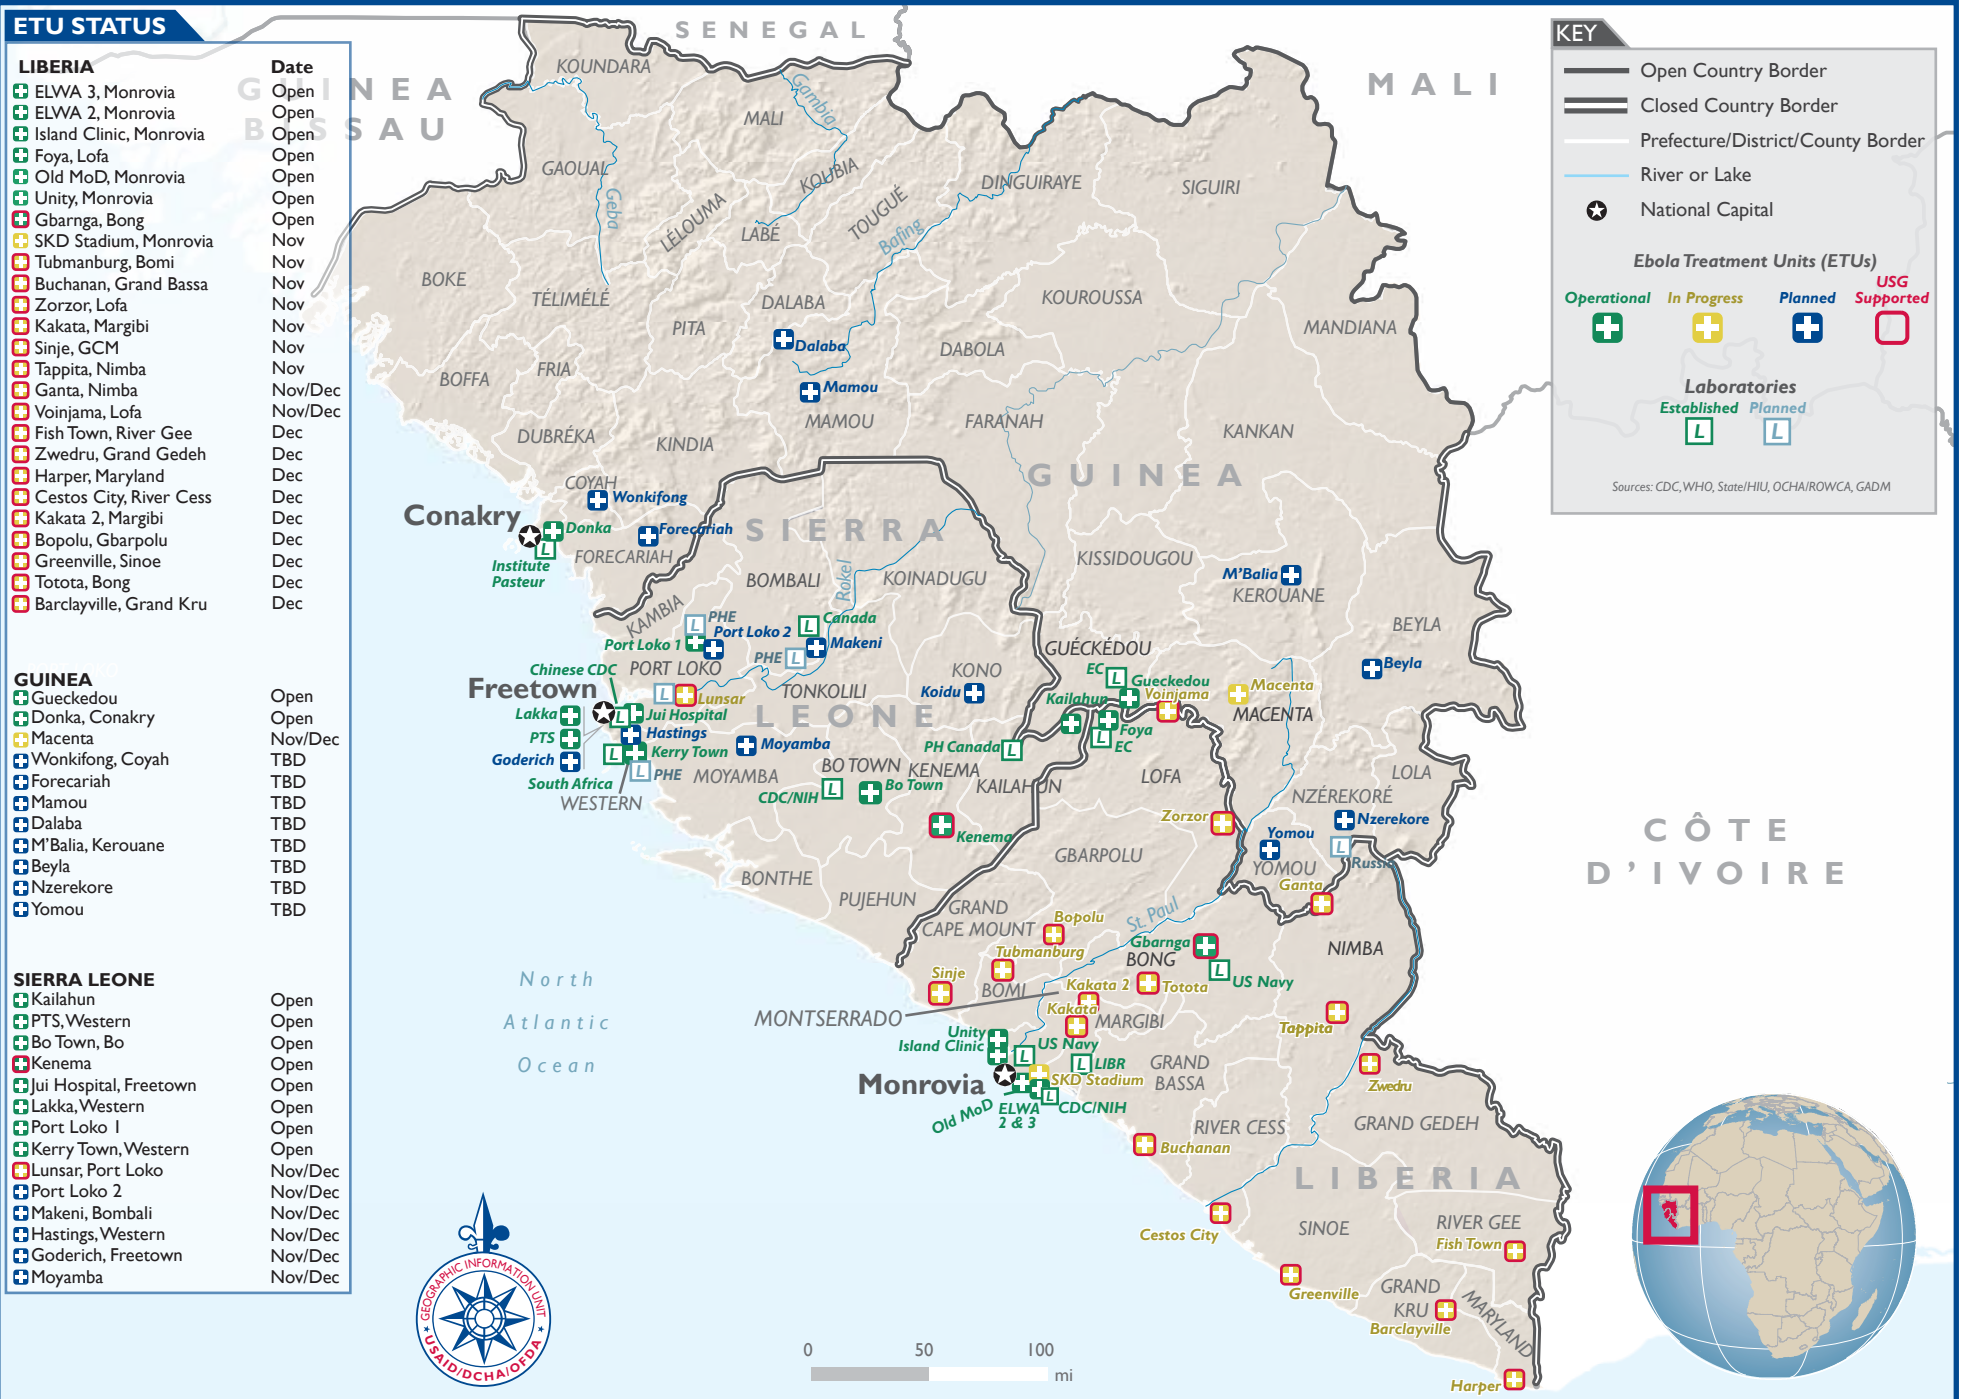 ETU STATUS
LIBERIA Date
ELWA 3, Monrovia Open
ELWA 2, Monrovia Open
Island Clinic, Monrovia Open
Foya, Lofa Open
Old MoD, Monrovia Open
Unity, Monrovia Open
Gbarnga, Bong Open
SKD Stadium, Monrovia Nov
Tubmanburg, Bomi Nov
Buchanan, Grand Bassa Nov
Zorzor, Lofa Nov
Kakata, Margibi Nov
Sinje, GCM Nov
Tappita, Nimba Nov
Ganta, Nimba Nov/Dec
Voinjama, Lofa Nov/Dec
Fish Town, River Gee Dec
Zwedru, Grand Gedeh Dec
Harper, Maryland Dec
Cestos City, River Cess Dec
Kakata 2, Margibi Dec
Bopolu, Gbarpolu Dec
Greenville, Sinoe Dec
Totota, Bong Dec
Barclayville, Grand Kru Dec
GUINEA
Gueckedou Open
Donka, Conakry Open
Macenta Nov/Dec
Wonkifong, Coyah TBD
Forecariah TBD
Mamou TBD
Dalaba TBD
M'Balia, Kerouane TBD
Beyla TBD
Nzerekore TBD
Yomou TBD
SIERRA LEONE
Kailahun Open
PTS, Western Open
Bo Town, Bo Open
Kenema Open
Jui Hospital, Freetown Open
Lakka, Western Open
Port Loko 1 Open
Kerry Town, Western Open
Lunsar, Port Loko Nov/Dec
Port Loko 2 Nov/Dec
Makeni, Bombali Nov/Dec
Hastings, Western Nov/Dec
Goderich, Freetown Nov/Dec
Moyamba Nov/Dec
KEY
Open Country Border
Closed Country Border
Prefecture/District/County Border
River or Lake
National Capital
Ebola Treatment Units (ETUs)
Operational In Progress Planned USG Supported
Laboratories
Established Planned
L L
Sources: CDC, WHO, State/HIU, OCHA/ROWCA, GADM
SENEGAL
GUINEA
BISSAU
MALI
KOUNDARA
Gambia
MALI
GAOUAL
Geba
KOUBIA
LÉLOUMA
LABÉ
TOUGUÉ
Bafing
DINGUIRAYE
SIGUIRI
BOKE
TÉLIMÉLÉ
DALABA
PITA
KOUROUSSA
MANDIANA
Dalaba
DABOLA
BOFFA
FRIA
Mamou
MAMOU
FARANAH
KANKAN
DUBRÉKA
KINDIA
GUINEA
COYAH
Wonkifong
Conakry
Donka
L
Institute
Pasteur
Forecariah
FORECARIAH
SIERRA
LEONE
KISSIDOUGOU
BOMBALI
Rokel
KOINADUGU
M'Balia
KEROUANE
KAMBIA
L PHE
Port Loko 2
Port Loko 1
L Canada
Makeni
PHE L
BEYLA
Beyla
GUÉCKÉDOU
EC L
Gueckedou
Chinese CDC
PORT LOKO
Freetown
L Lunsar
TONKOLILI
KONO
Koidu
Kailahun
Voinjama
Macenta
MACENTA
Lakka
L Jui Hospital
PTS
Hastings
Goderich
L Kerry Town
South Africa
L PHE
WESTERN
Moyamba
MOYAMBA
PH Canada L
Foya
L EC
BO TOWN
KENEMA
KAILAHUN
CDC/NIH L
Bo Town
LOFA
LOLA
NZÉRÉKORÉ
Nzerekore
Kenema
Zorzor
Yomou
YOMOU
L Russia
GBARPOLU
BONTHE
PUJEHUN
Ganta
GRAND
CAPE MOUNT
Bopolu
St. Paul
Tubmanburg
Gbarnga
BONG
L US Navy
NIMBA
Sinje
BOMI
Kakata 2
Totota
MONTSERRADO
Kakata
MARGIBI
Tappita
Unity
Island Clinic
L US Navy
L LIBR
GRAND
BASSA
Monrovia
SKD Stadium
Zwedru
Old MoD
ELWA
2 & 3
L CDC/NIH
RIVER CESS
GRAND GEDEH
Buchanan
LIBERIA
Cestos City
SINOE
RIVER GEE
Fish Town
Greenville
GRAND
KRU
MARYLAND
Barclayville
Harper
CÔTE
D'IVOIRE
North
Atlantic
Ocean
GEOGRAPHIC INFORMATION UNIT
USAID/DCHA/OFDA
0 50 100
mi